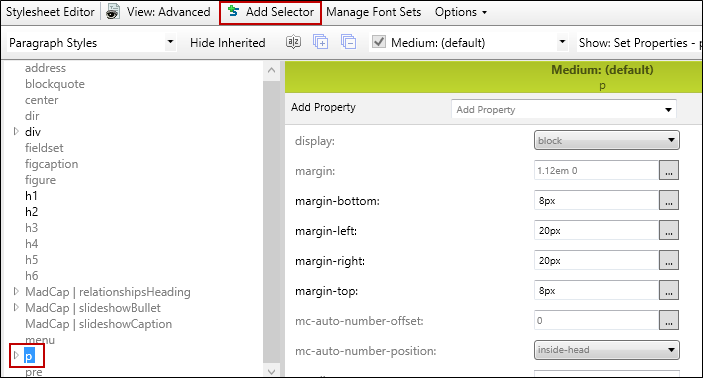 Stylesheet Editor View: Advanced Add Selector Manage Font Sets Options
Paragraph Styles Hide Inherited Medium: (default) Show: Set Properties - p
address
blockquote
center
dir
div
fieldset
figcaption
figure
h1
h2
h3
h4
h5
h6
MadCap | relationshipsHeading
MadCap | slideshowBullet
MadCap | slideshowCaption
menu
p
pre
Medium: (default)
p
Add Property Add Property
display: block
margin: 1.12em 0 ...
margin-bottom: 8px ...
margin-left: 20px ...
margin-right: 20px ...
margin-top: 8px ...
mc-auto-number-offset: 0 ...
mc-auto-number-position: inside-head